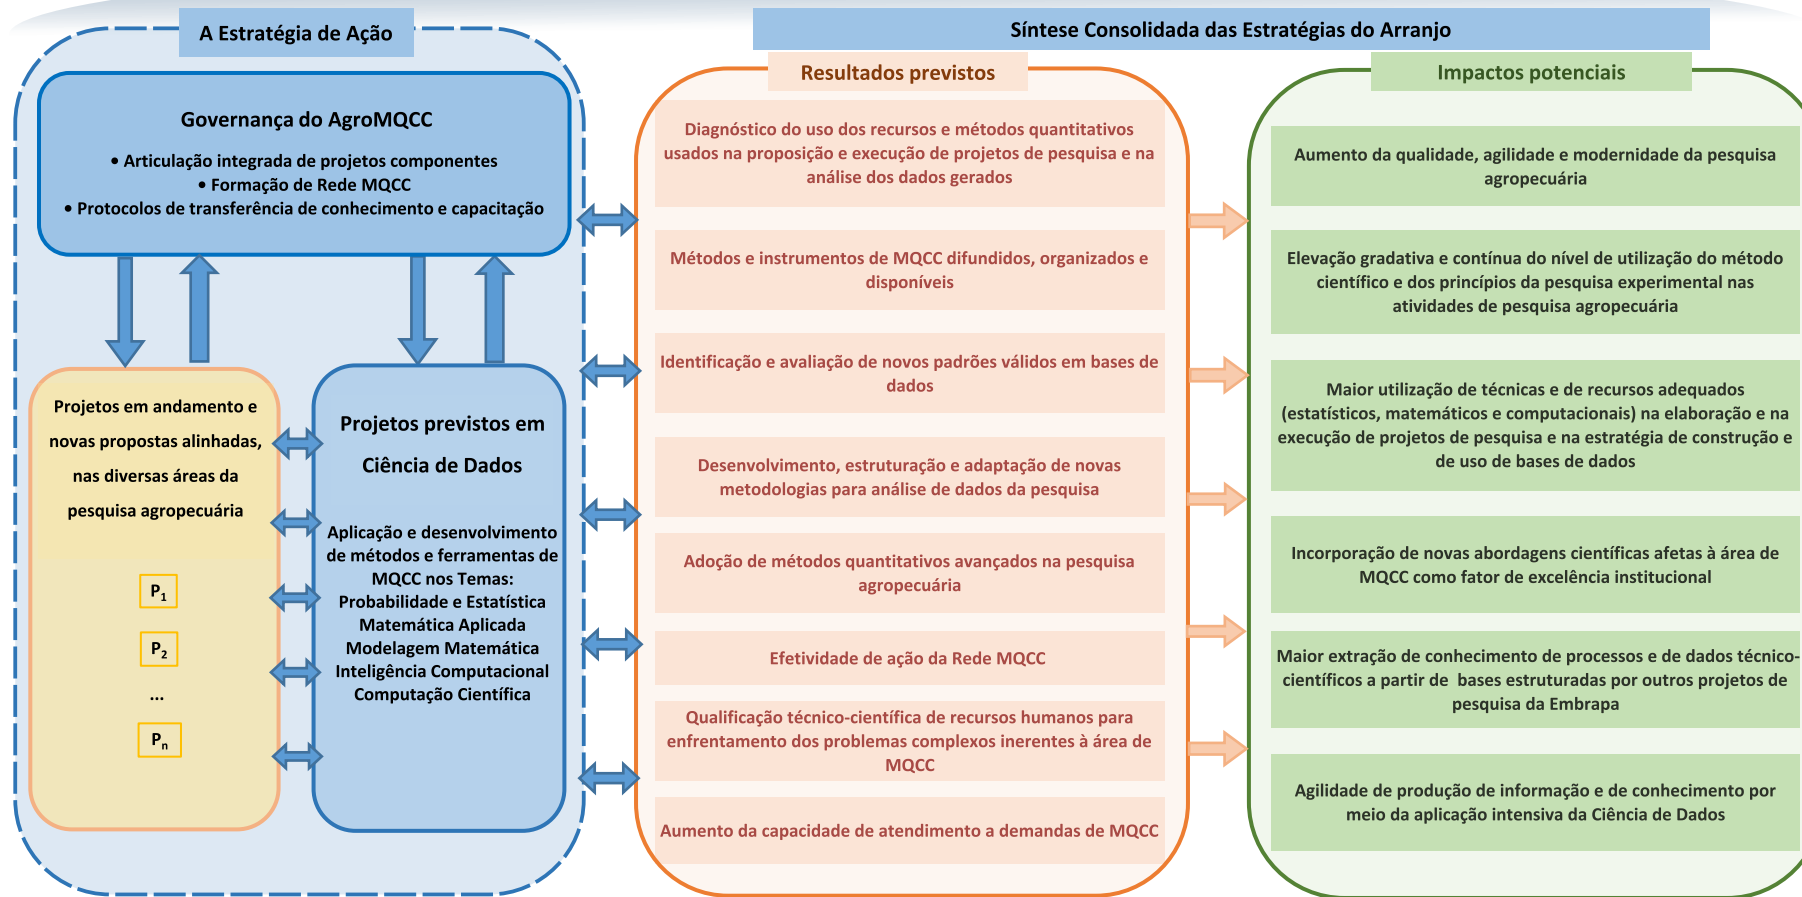 A Estratégia de Ação
Governança do AgroMQCC
• Articulação integrada de projetos componentes
• Formação de Rede MQCC
• Protocolos de transferência de conhecimento e capacitação
Projetos em andamento e
novas propostas alinhadas,
nas diversas áreas da
pesquisa agropecuária
P1
P2
...
Pn
Projetos previstos em
Ciência de Dados
Aplicação e desenvolvimento
de métodos e ferramentas de
MQCC nos Temas:
Probabilidade e Estatística
Matemática Aplicada
Modelagem Matemática
Inteligência Computacional
Computação Científica
Síntese Consolidada das Estratégias do Arranjo
Resultados previstos
Diagnóstico do uso dos recursos e métodos quantitativos
usados na proposição e execução de projetos de pesquisa e na
análise dos dados gerados
Métodos e instrumentos de MQCC difundidos, organizados e
disponíveis
Identificação e avaliação de novos padrões válidos em bases de
dados
Desenvolvimento, estruturação e adaptação de novas
metodologias para análise de dados da pesquisa
Adoção de métodos quantitativos avançados na pesquisa
agropecuária
Efetividade de ação da Rede MQCC
Qualificação técnico-científica de recursos humanos para
enfrentamento dos problemas complexos inerentes à área de
MQCC
Aumento da capacidade de atendimento a demandas de MQCC
Impactos potenciais
Aumento da qualidade, agilidade e modernidade da pesquisa
agropecuária
Elevação gradativa e contínua do nível de utilização do método
científico e dos princípios da pesquisa experimental nas
atividades de pesquisa agropecuária
Maior utilização de técnicas e de recursos adequados
(estatísticos, matemáticos e computacionais) na elaboração e na
execução de projetos de pesquisa e na estratégia de construção e
de uso de bases de dados
Incorporação de novas abordagens científicas afetas à área de
MQCC como fator de excelência institucional
Maior extração de conhecimento de processos e de dados técnico-
científicos a partir de bases estruturadas por outros projetos de
pesquisa da Embrapa
Agilidade de produção de informação e de conhecimento por
meio da aplicação intensiva da Ciência de Dados